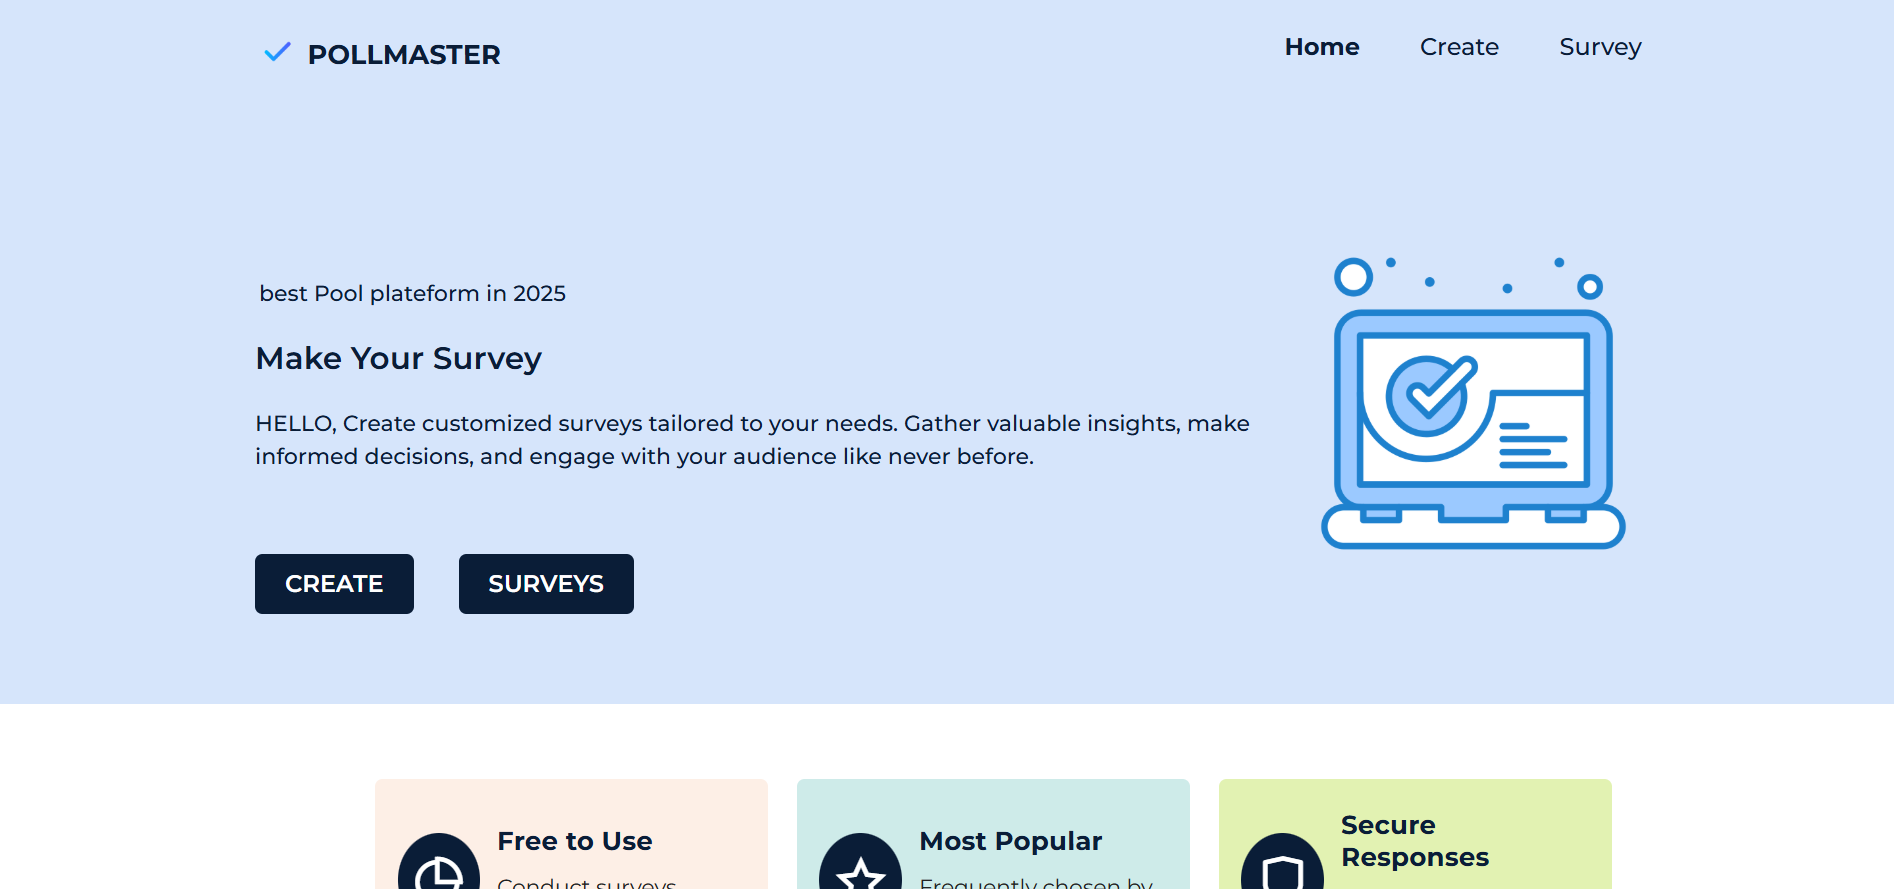 POLLMASTER
Home
Create
Survey
best Pool plateform in 2025
Make Your Survey
HELLO, Create customized surveys tailored to your needs. Gather valuable insights, make
informed decisions, and engage with your audience like never before.
CREATE
SURVEYS
Free to Use
Conduct surveys
Most Popular
Frequently chosen by
Secure
Responses